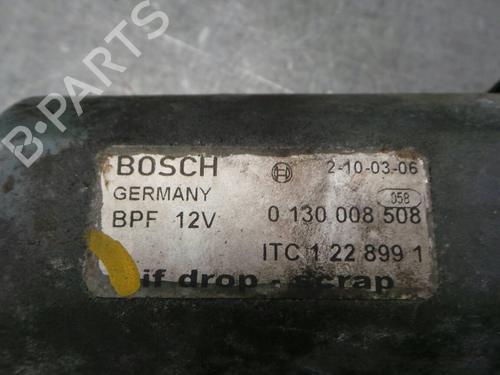 B-PARTS
BOSCH 2-10-03-06
GERMANY 058
BPF 12V 0 130 008 508
ITC 1 22 899 1
if drop - scrap